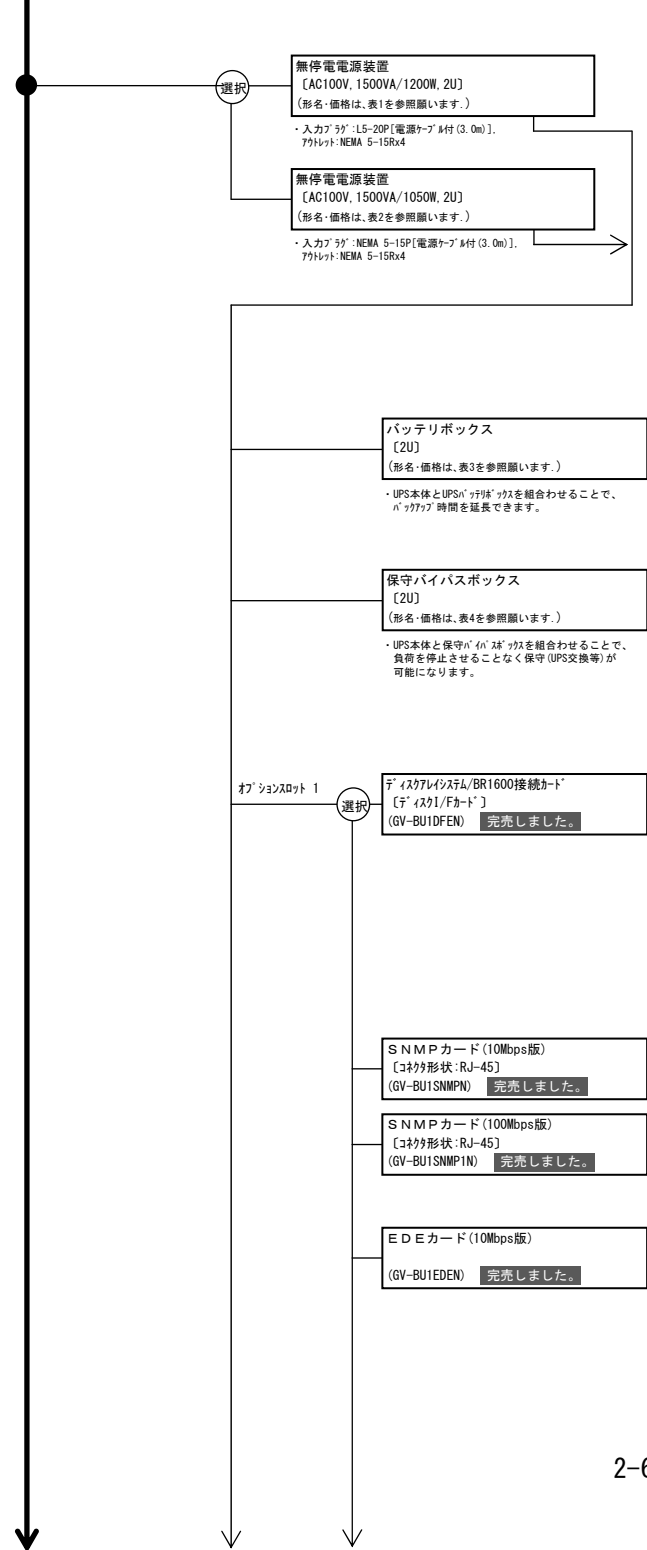 選択
無停電電源装置
〔AC100V,1500VA/1200W,2U〕
(形名・価格は、表1を参照願います.)
・入力ﾌﾟﾗｸﾞ:L5-20P[電源ｹｰﾌﾞﾙ付(3.0m)].
ｱｳﾄﾚｯﾄ:NEMA 5-15Rx4
無停電電源装置
〔AC100V,1500VA/1050W,2U〕
(形名・価格は、表2を参照願います.)
・入力ﾌﾟﾗｸﾞ:NEMA 5-15P[電源ｹｰﾌﾞﾙ付(3.0m)].
ｱｳﾄﾚｯﾄ:NEMA 5-15Rx4
バッテリボックス
〔2U〕
(形名・価格は、表3を参照願います.)
・UPS本体とUPSﾊﾞｯﾃﾘﾎﾞｯｸｽを組合わせることで、
ﾊﾞｯｸｱｯﾌﾟ時間を延長できます。
保守バイパスボックス
〔2U〕
(形名・価格は、表4を参照願います.)
・UPS本体と保守ﾊﾞｲﾊﾟｽﾎﾞｯｸｽを組合わせることで、
負荷を停止させることなく保守(UPS交換等)が
可能になります。
ｵﾌﾟｼｮﾝｽﾛｯﾄ 1
選択
ﾃﾞｨｽｸｱﾚｲｼｽﾃﾑ/BR1600接続ｶｰﾄﾞ
〔ﾃﾞｨｽｸI/Fｶｰﾄﾞ〕
(GV-BU1DFEN) 完売しました。
ＳＮＭＰカード(10Mbps版)
〔ｺﾈｸﾀ形状:RJ-45〕
(GV-BU1SNMPN) 完売しました。
ＳＮＭＰカード(100Mbps版)
〔ｺﾈｸﾀ形状:RJ-45〕
(GV-BU1SNMP1N) 完売しました。
ＥＤＥカード(10Mbps版)
(GV-BU1EDEN) 完売しました。
2-6